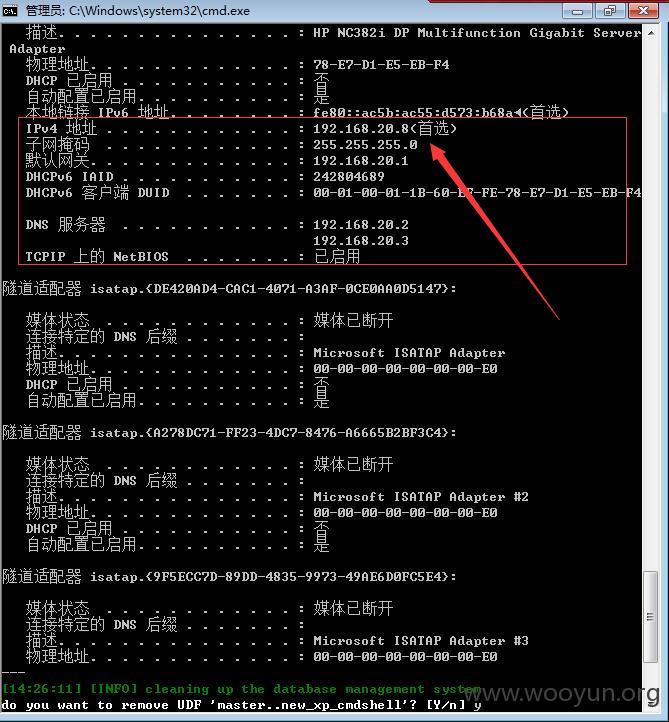 管理员: C:\Windows\system32\cmd.exe
描述. . . . . . . . . . . . . . . : HP NC382i DP Multifunction Gigabit Server
Adapter
物理地址. . . . . . . . . . . . . : 78-E7-D1-E5-EB-F4
DHCP 已启用 . . . . . . . . . . . : 否
自动配置已启用. . . . . . . . . . : 是
本地链接 IPv6 地址. . . . . . . . : fe80::ac5b:ac55:d573:b68a(首选)
IPv4 地址 . . . . . . . . . . . . : 192.168.20.8(首选)
子网掩码 . . . . . . . . . . . . : 255.255.255.0
默认网关. . . . . . . . . . . . . : 192.168.20.1
DHCPv6 IAID . . . . . . . . . . . : 242804689
DHCPv6 客户端 DUID . . . . . . . : 00-01-00-01-1B-60-E7-FE-78-E7-D1-E5-EB-F4
DNS 服务器 . . . . . . . . . . . : 192.168.20.2
192.168.20.3
TCPIP 上的 NetBIOS . . . . . . . : 已启用
隧道适配器 isatap.{DE420AD4-CAC1-4071-A3AF-0CE0AA0D5147}:
媒体状态 . . . . . . . . . . . . : 媒体已断开
连接特定的 DNS 后缀 . . . . . . . :
描述. . . . . . . . . . . . . . . : Microsoft ISATAP Adapter
物理地址. . . . . . . . . . . . . : 00-00-00-00-00-00-00-E0
DHCP 已启用 . . . . . . . . . . . : 否
自动配置已启用. . . . . . . . . . : 是
隧道适配器 isatap.{A278DC71-FF23-4DC7-8476-A6665B2BF3C4}:
媒体状态 . . . . . . . . . . . . : 媒体已断开
连接特定的 DNS 后缀 . . . . . . . :
描述. . . . . . . . . . . . . . . : Microsoft ISATAP Adapter #2
物理地址. . . . . . . . . . . . . : 00-00-00-00-00-00-00-E0
DHCP 已启用 . . . . . . . . . . . : 否
自动配置已启用. . . . . . . . . . : 是
隧道适配器 isatap.{9F5ECC7D-89DD-4835-9973-49AE6D0FC5E4}:
媒体状态 . . . . . . . . . . . . : 媒体已断开
连接特定的 DNS 后缀 . . . . . . . :
描述. . . . . . . . . . . . . . . : Microsoft ISATAP Adapter #3
物理地址. . . . . . . . . . . . . : 00-00-00-00-00-00-00-E0
---
[14:26:11] [INFO] cleaning up the database management system
do you want to remove UDF 'master..new_xp_cmdshell'? [Y/n] y
www.wooyun.org